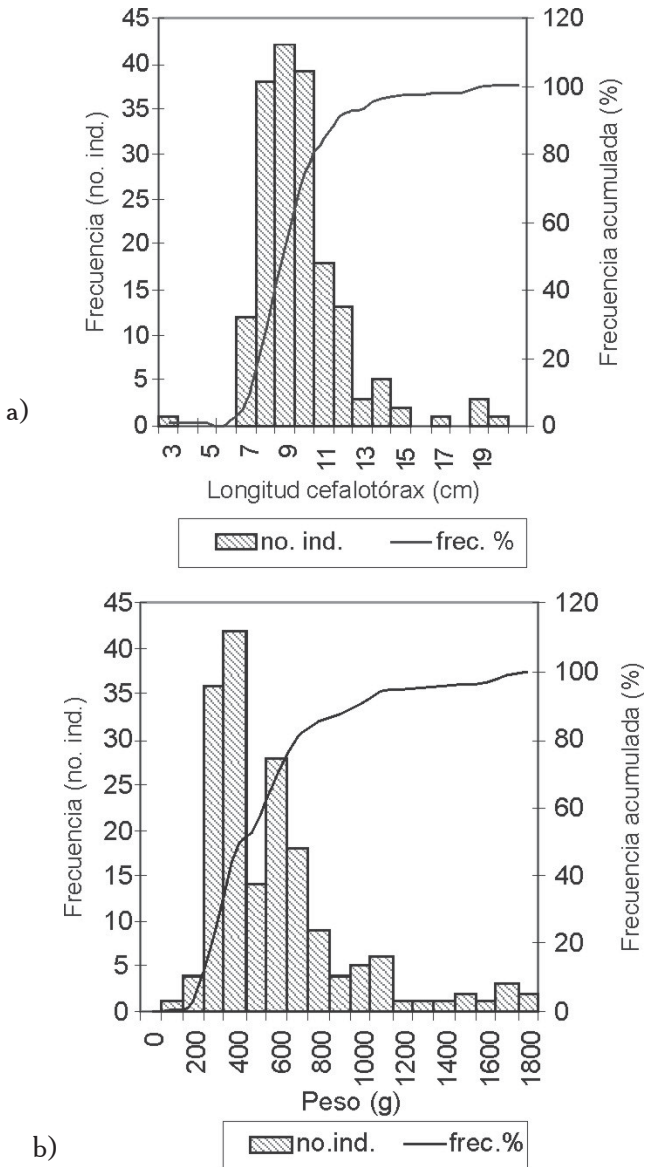 45
40
35
30
25
20
15
10
5
0
Frecuencia (no. ind.)
120
100
80
60
40
20
0
Frecuencia acumulada (%)
3 5 7 9 11 13 15 17 19
Longitud cefalotórax (cm)
a)
no. ind. frec. %
45
40
35
30
25
20
15
10
5
0
Frecuencia (no. ind.)
120
100
80
60
40
20
0
Frecuencia acumulada (%)
0 200 400 600 800 1000 1200 1400 1600 1800
Peso (g)
b)
no.ind. frec.%